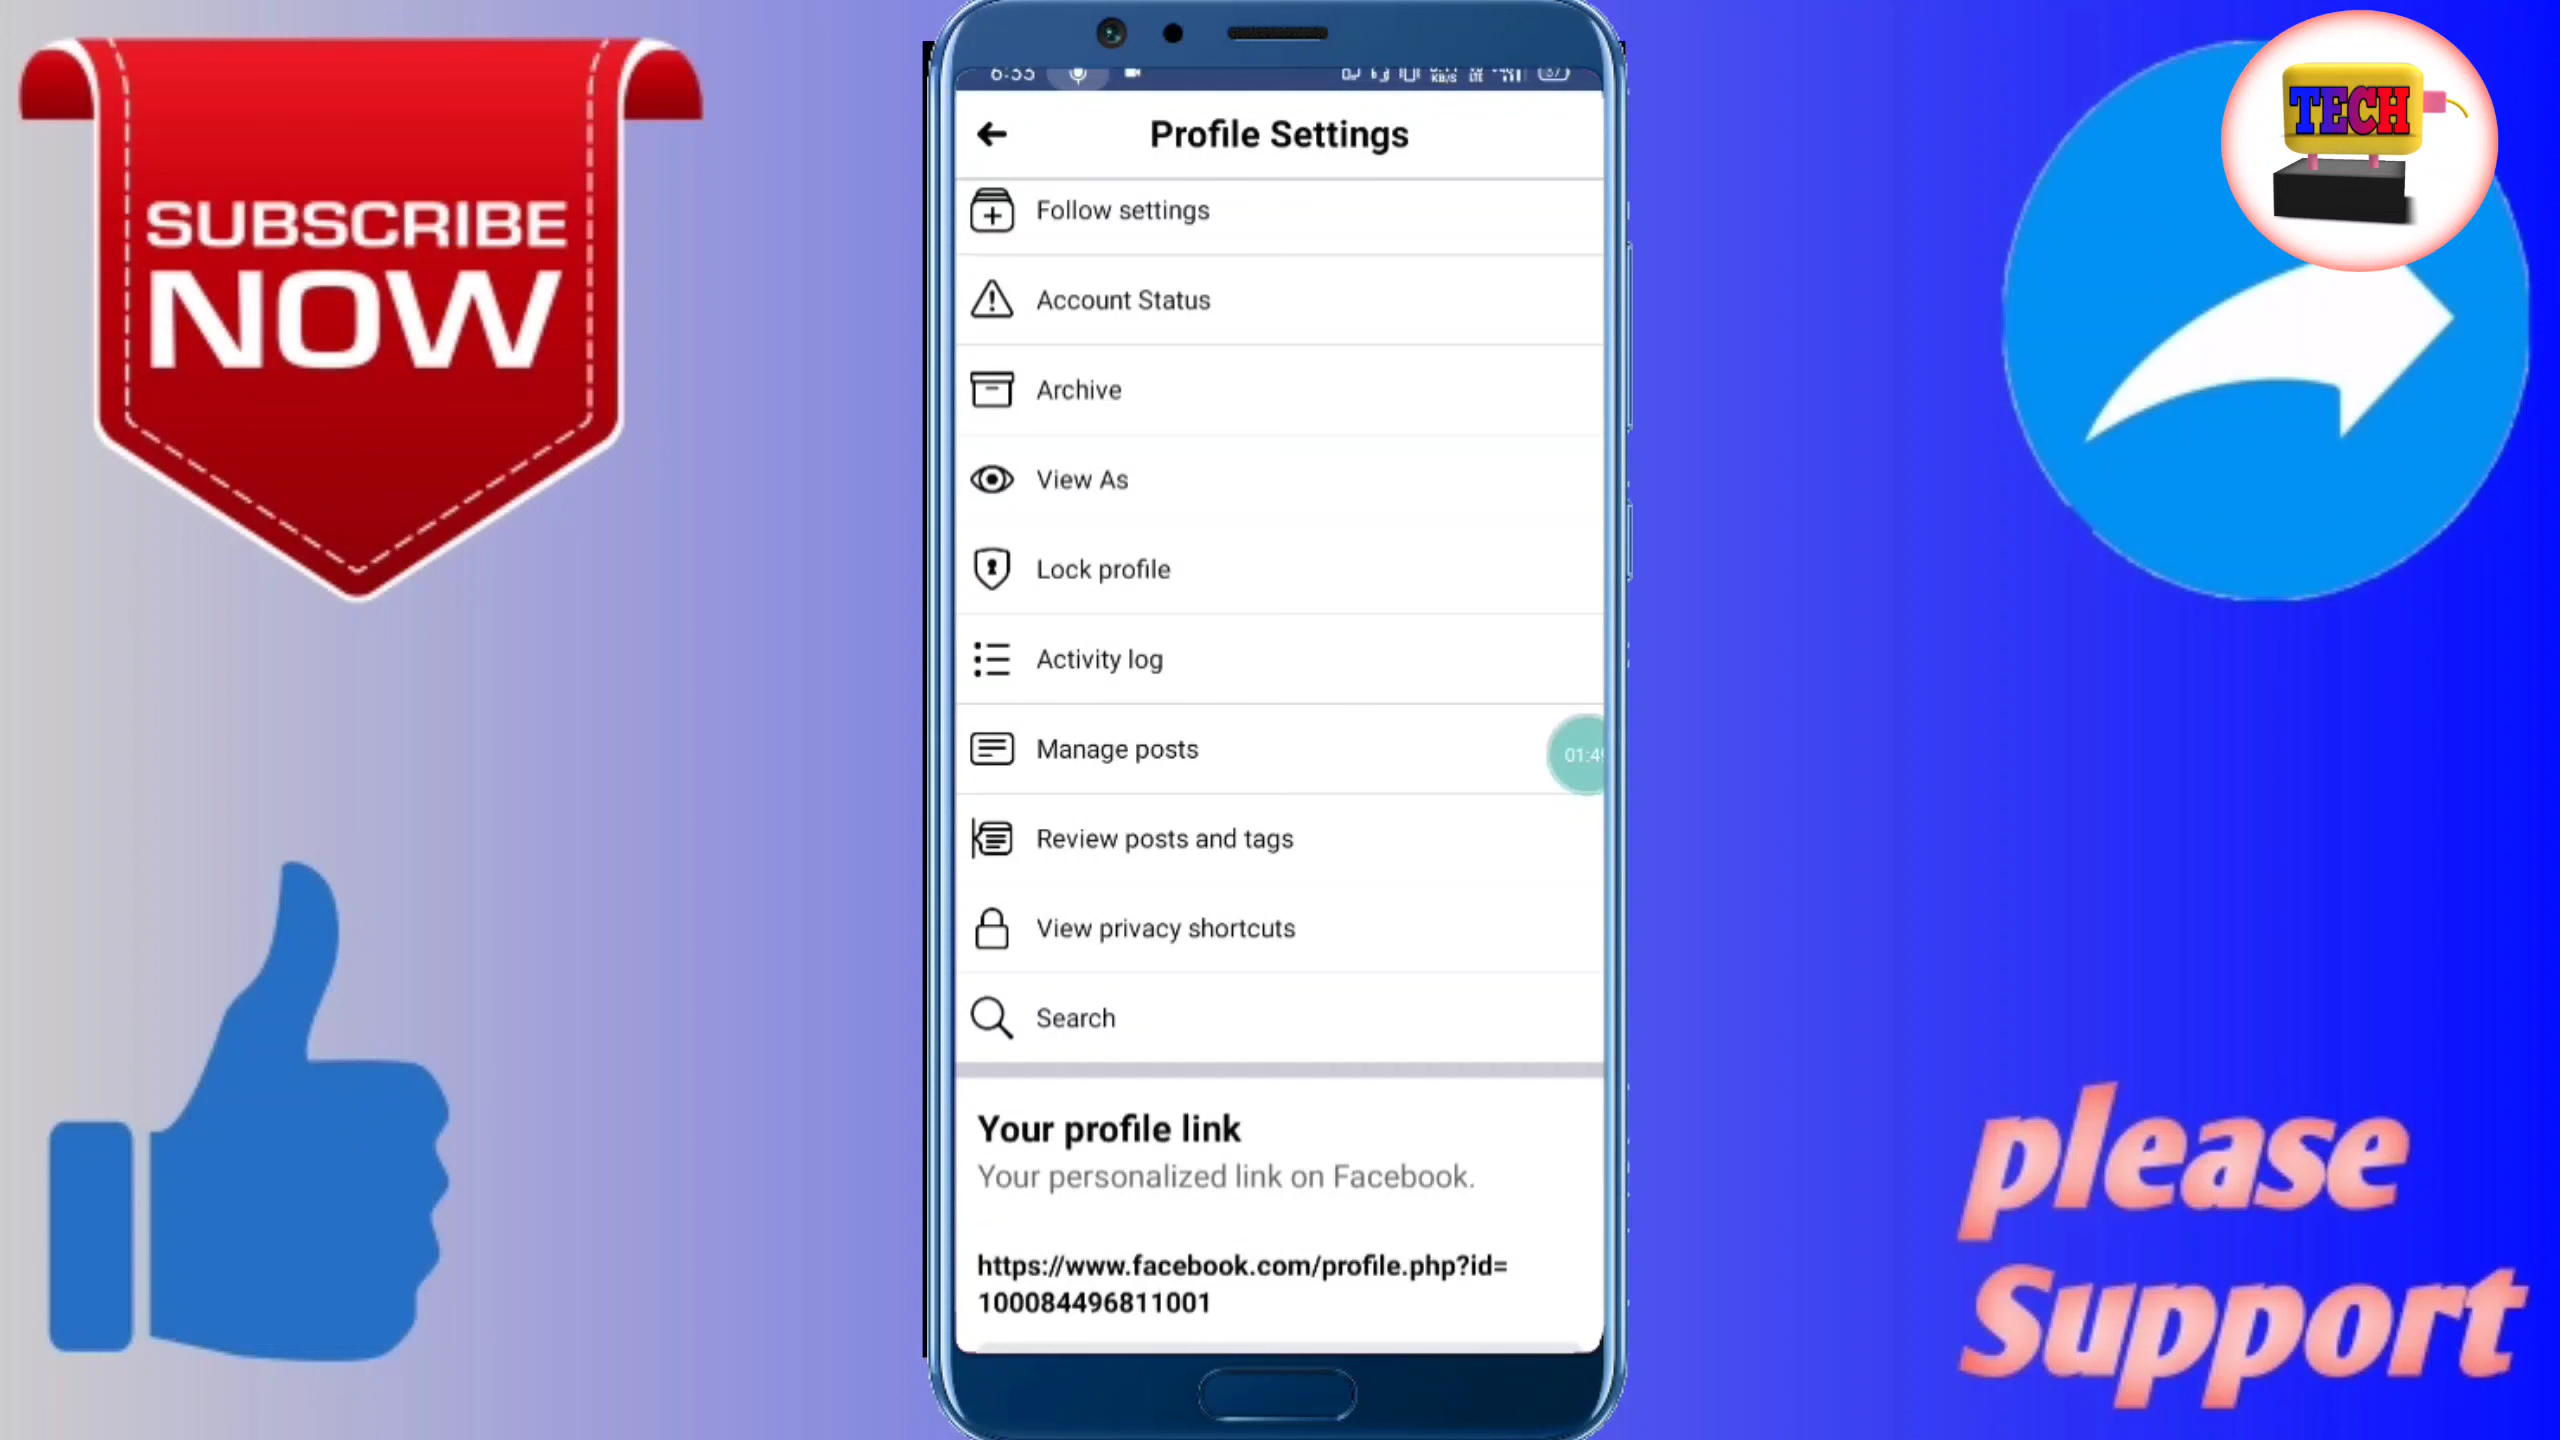 SUBSCRIBE
NOW
TECH
6:33
Profile Settings
Follow settings
Account Status
Archive
View As
Lock profile
Activity log
Manage posts
Review posts and tags
View privacy shortcuts
Search
Your profile link
Your personalized link on Facebook.
https://www.facebook.com/profile.php?id=
100084496811001
please
Support